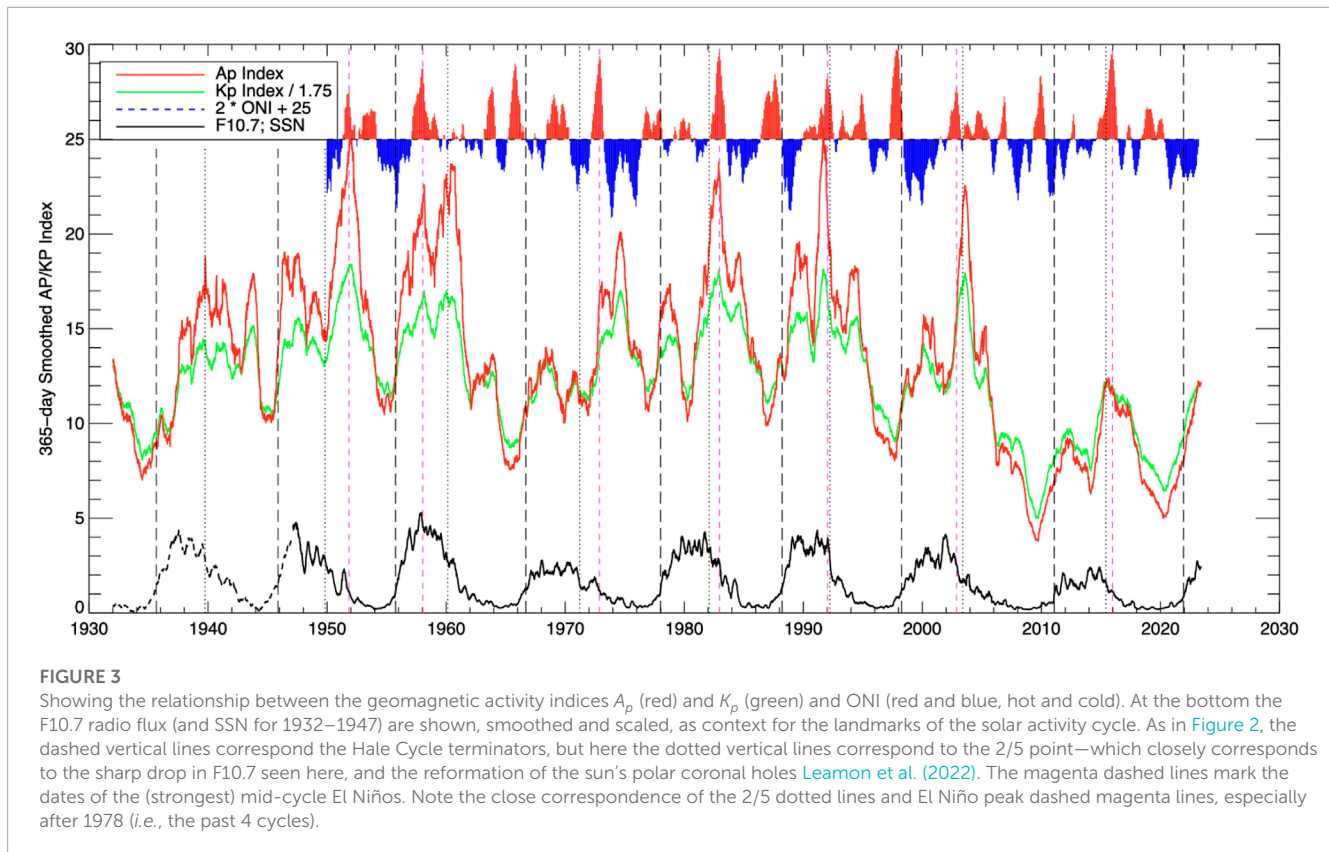 30
25
20
15
10
5
0
365-day Smoothed AP/KP Index
Ap Index
Kp Index / 1.75
2 * ONI + 25
F10.7; SSN
1930 1940 1950 1960 1970 1980 1990 2000 2010 2020 2030
FIGURE 3
Showing the relationship between the geomagnetic activity indices Ap (red) and Kp (green) and ONI (red and blue, hot and cold). At the bottom the
F10.7 radio flux (and SSN for 1932–1947) are shown, smoothed and scaled, as context for the landmarks of the solar activity cycle. As in Figure 2, the
dashed vertical lines correspond the Hale Cycle terminators, but here the dotted vertical lines correspond to the 2/5 point—which closely corresponds
to the sharp drop in F10.7 seen here, and the reformation of the sun's polar coronal holes Leamon et al. (2022). The magenta dashed lines mark the
dates of the (strongest) mid-cycle El Niños. Note the close correspondence of the 2/5 dotted lines and El Niño peak dashed magenta lines, especially
after 1978 (i.e., the past 4 cycles).